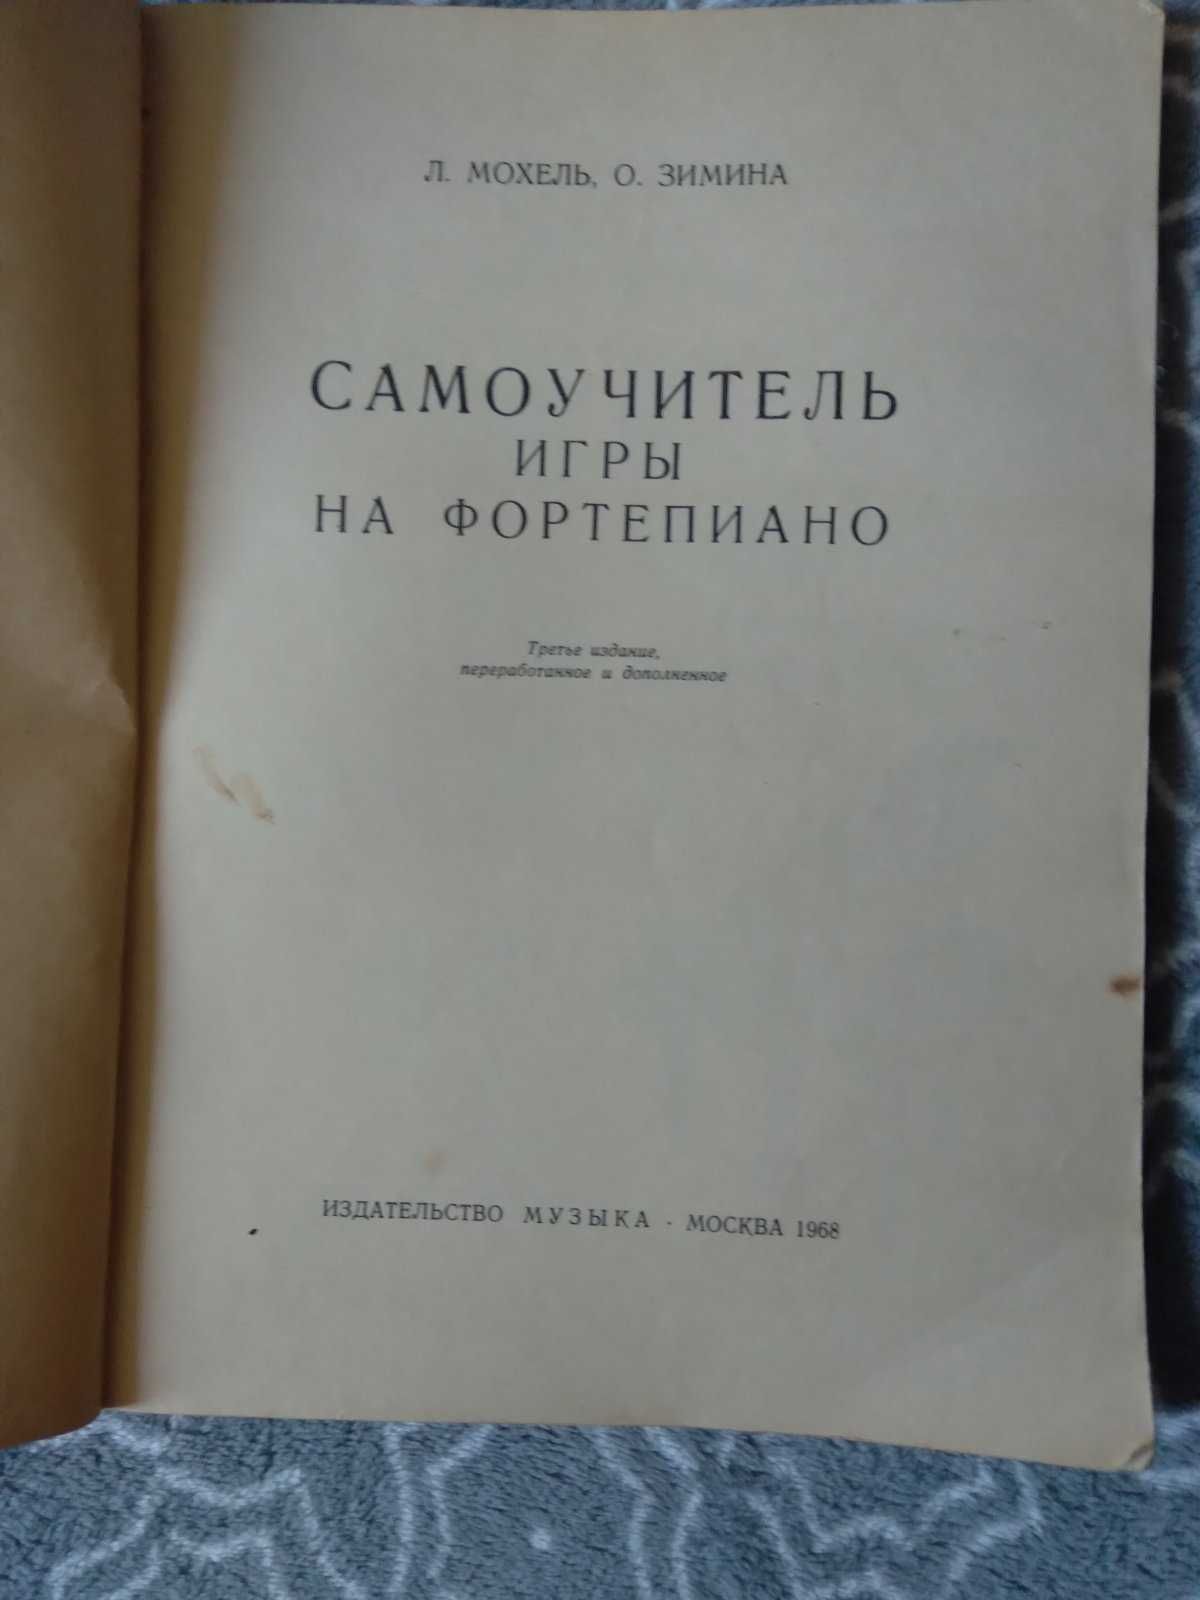 Л. МОХЕЛЬ, О. ЗИМИНА
САМОУЧИТЕЛЬ
ИГРЫ
НА ФОРТЕПИАНО
Третье издание,
переработанное и дополненное
ИЗДАТЕЛЬСТВО МУЗЫКА · МОСКВА 1968